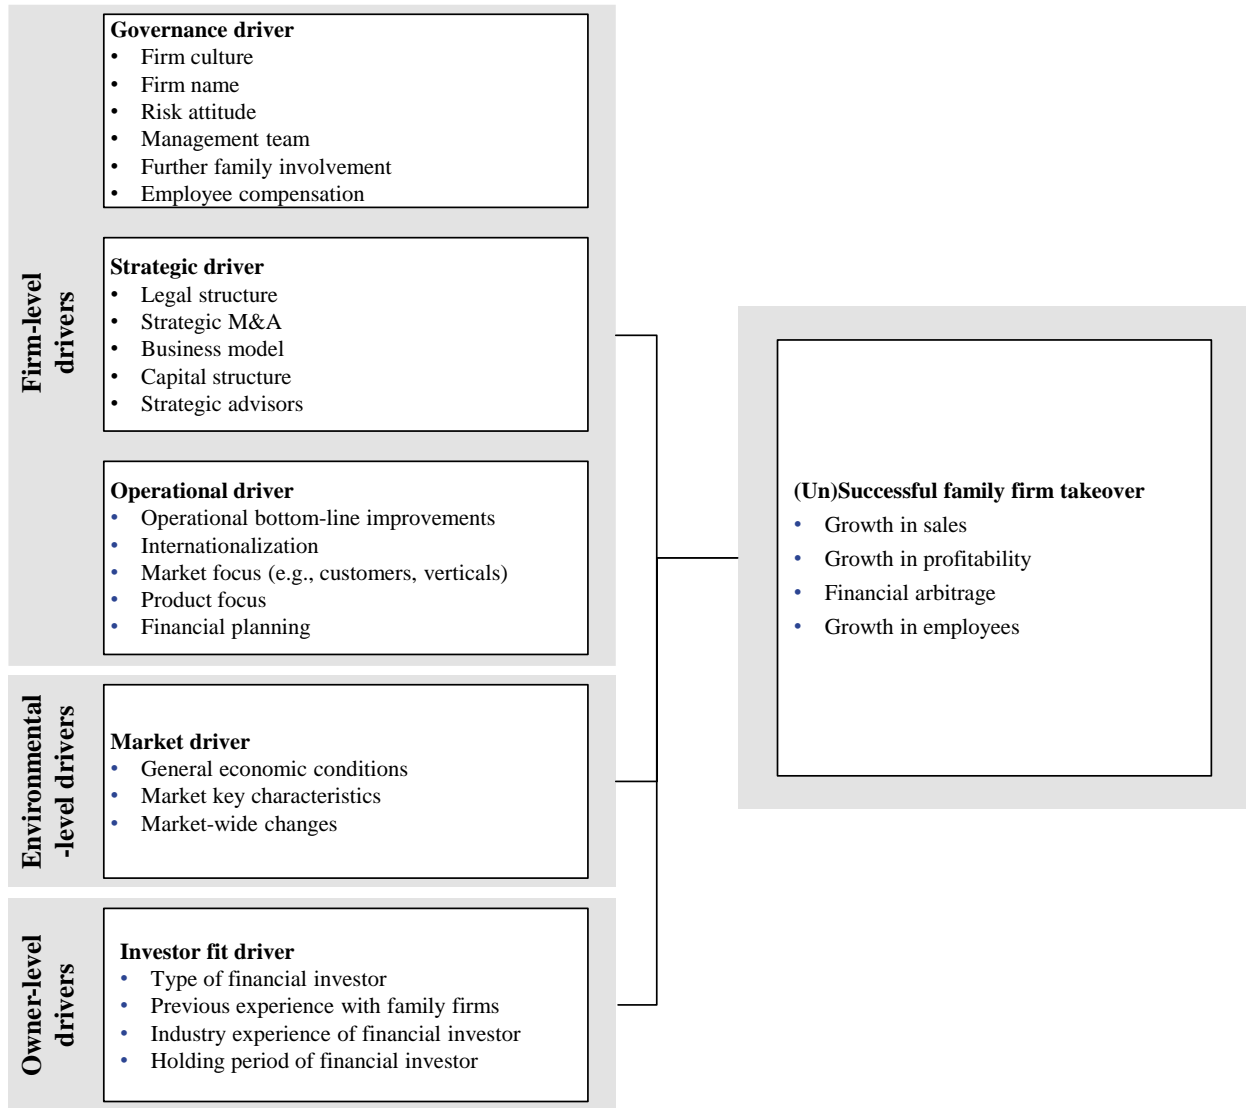 Firm-level
drivers
Governance driver
• Firm culture
• Firm name
• Risk attitude
• Management team
• Further family involvement
• Employee compensation
Strategic driver
• Legal structure
• Strategic M&A
• Business model
• Capital structure
• Strategic advisors
Operational driver
• Operational bottom-line improvements
• Internationalization
• Market focus (e.g., customers, verticals)
• Product focus
• Financial planning
Environmental
-level drivers
Market driver
• General economic conditions
• Market key characteristics
• Market-wide changes
Owner-level
drivers
Investor fit driver
• Type of financial investor
• Previous experience with family firms
• Industry experience of financial investor
• Holding period of financial investor
(Un)Successful family firm takeover
• Growth in sales
• Growth in profitability
• Financial arbitrage
• Growth in employees